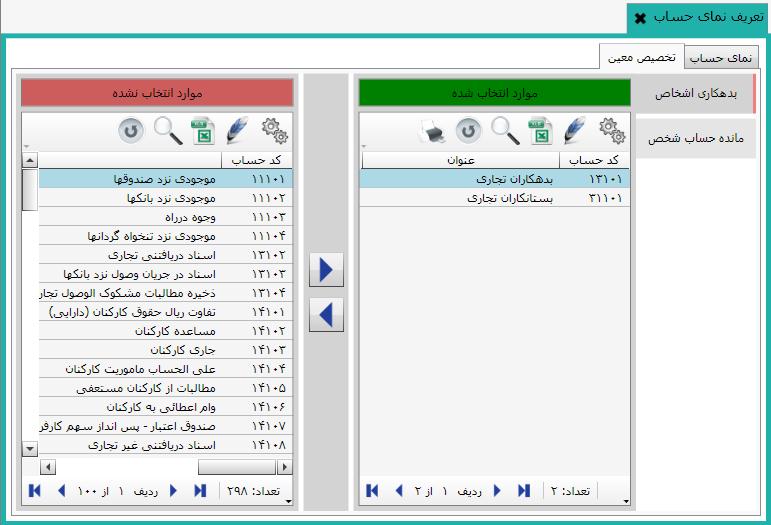 تعریف نمای حساب
نمای حساب
تخصیص معین
بدهکاری اشخاص
مانده حساب شخص
موارد انتخاب شده
کد حساب عنوان
۱۳۱۰۱ بدهکاران تجاری
۳۱۱۰۱ بستانکاران تجاری
تعداد: ۲
ردیف ۱ از ۲
موارد انتخاب نشده
کد حساب
۱۱۱۰۱ موجودی نزد صندوقها
۱۱۱۰۲ موجودی نزد بانکها
۱۱۱۰۳ وجوه درراه
۱۱۱۰۴ موجودی نزد تنخواه گردانها
۱۳۱۰۲ اسناد دریافتنی تجاری
۱۳۱۰۳ اسناد در جریان وصول نزد بانکها
۱۳۱۰۴ ذخیره مطالبات مشکوک الوصول تجار
۱۴۱۰۱ تفاوت ریال حقوق کارکنان (دارایی)
۱۴۱۰۲ مساعده کارکنان
۱۴۱۰۳ جاری کارکنان
۱۴۱۰۴ علی الحساب ماموریت کارکنان
۱۴۱۰۵ مطالبات از کارکنان مستعفی
۱۴۱۰۶ وام اعطائی به کارکنان
۱۴۱۰۷ صندوق اعتبار - پس انداز سهم کارفر
۱۴۱۰۸ اسناد دریافتنی غیر تجاری
تعداد: ۲۹۸
ردیف ۱ از ۱۰۰